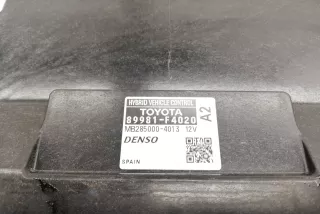 HYBRID VEHICLE CONTROL
TOYOTA
89981-F4020
A2
MB285000-4013 12V
DENSO
SPAIN